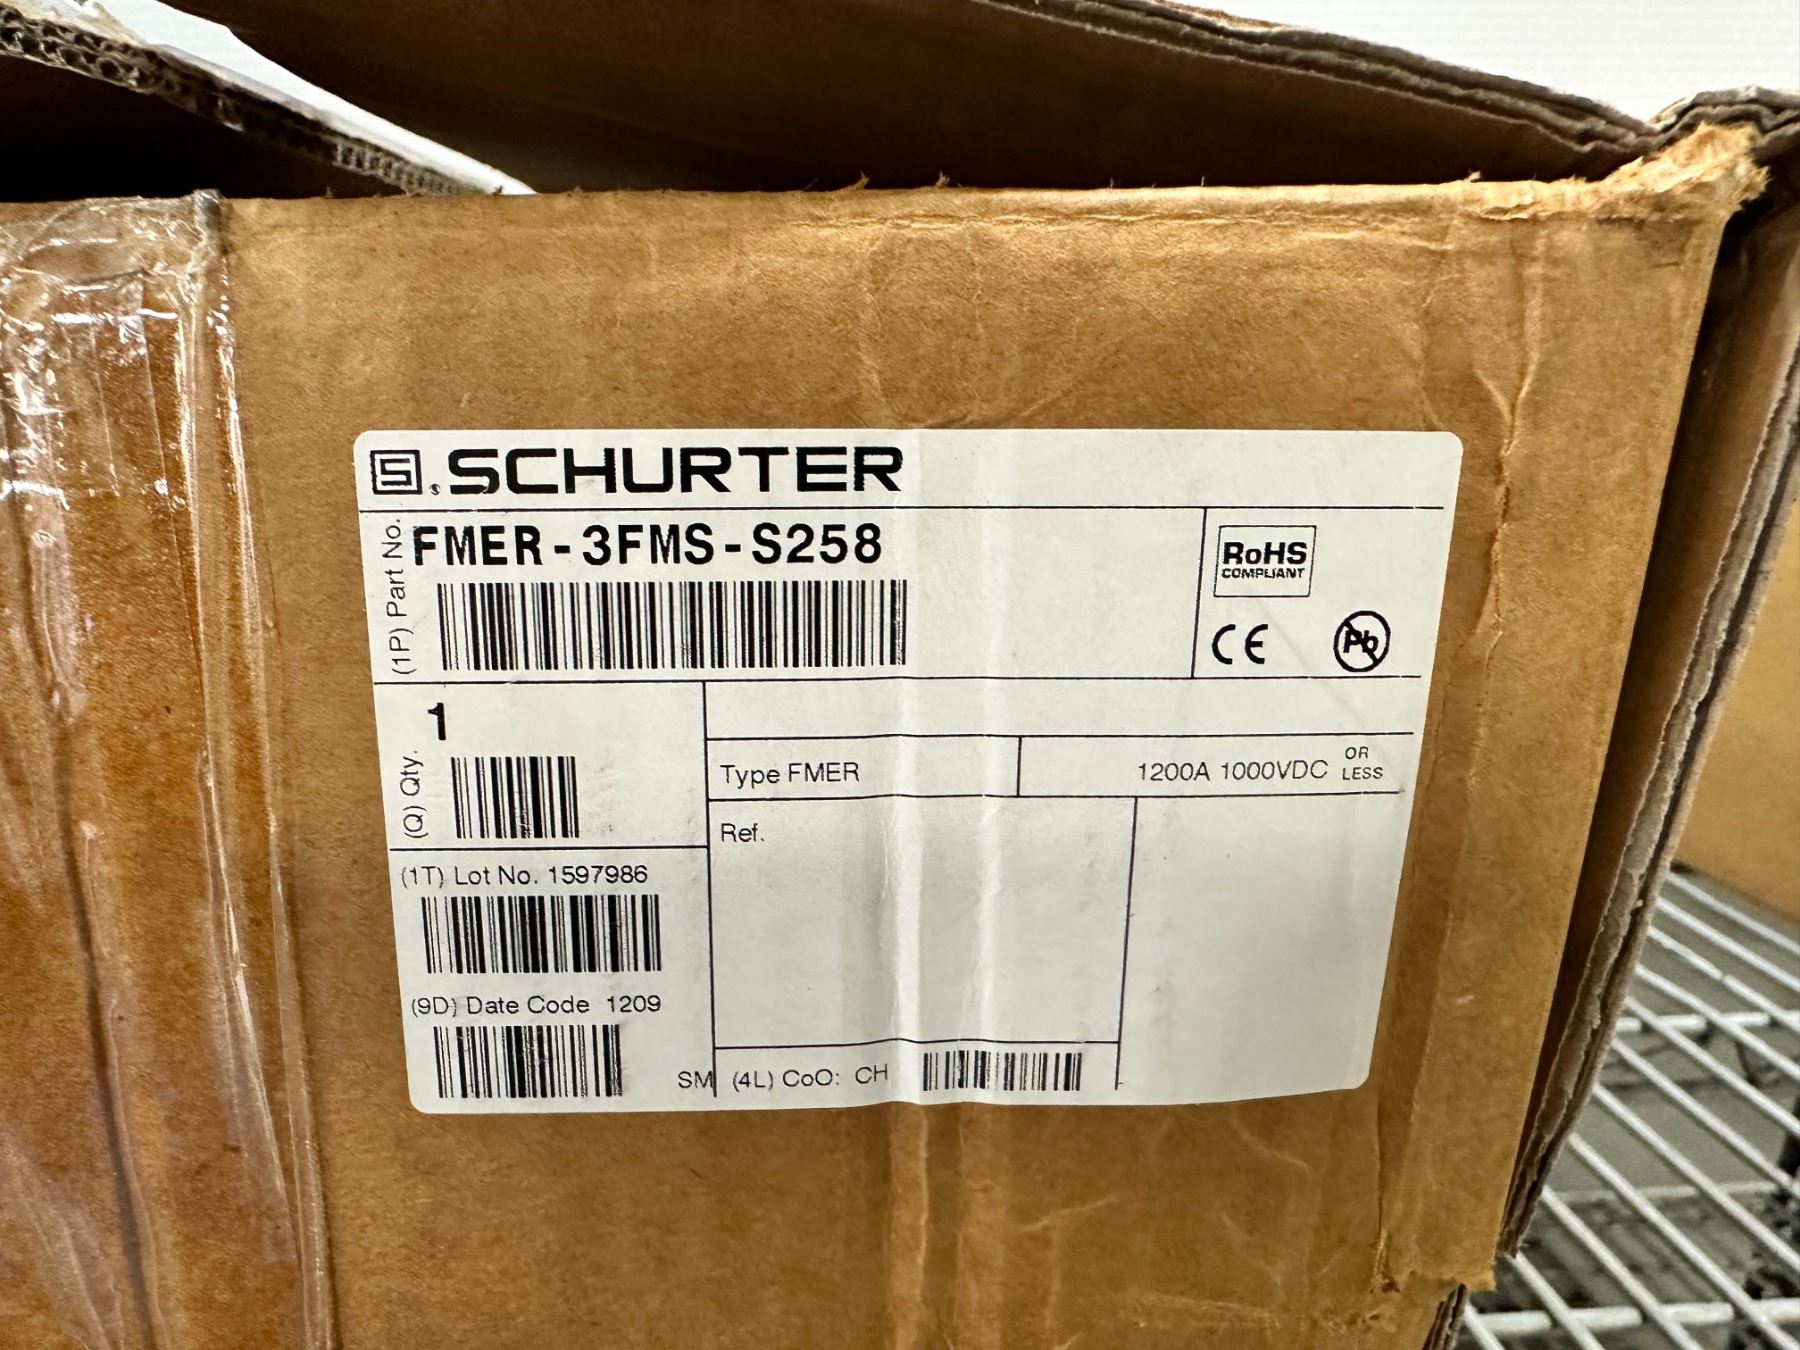 S.SCHURTER
(1P) Part No.
FMER-3FMS-S258
RoHS
COMPLIANT
CE
Pb
(Q) Qty.
1
Type FMER
1200A 1000VDC OR LESS
Ref.
(1T) Lot No. 1597986
(9D) Date Code 1209
SM
(4L) CoO: CH